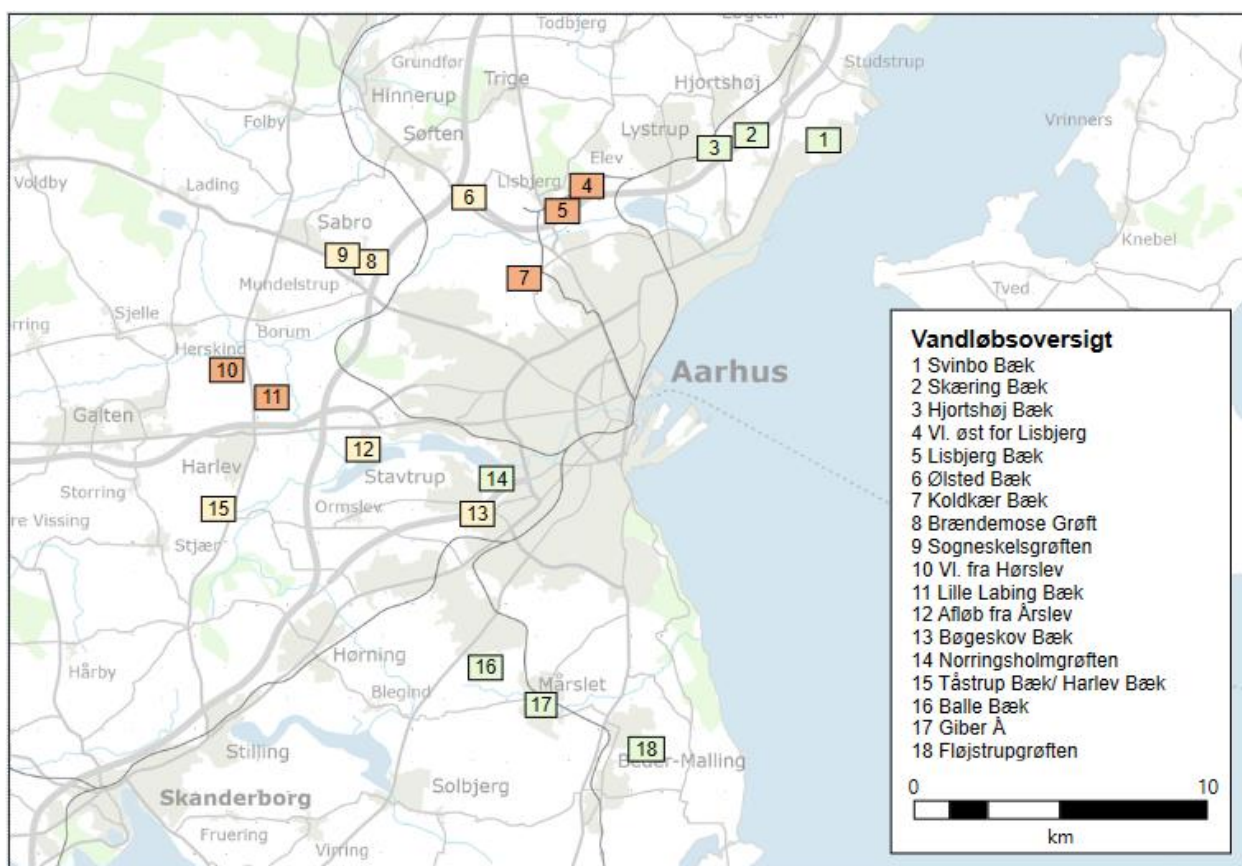 Todbjerg
Løgten
Grundfør
Trige
Hjortshøj
Studstrup
Hinnerup
Folby
Søften
Lystrup
2
1
Vrinners
3
Elev
Voldby
Lading
Lisbjerg
4
6
5
Sabro
Knebel
9
8
7
Mundelstrup
Tved
Sjelle
Borum
Herskind
10
Aarhus
11
Galten
12
Harlev
Stavtrup
14
Storring
15
Ormslev
13
re Vissing
Stjær
Hørning
16
Hårby
Blegind
Mårslet
17
Stilling
18
Beder-Malling
Solbjerg
Skanderborg
Fruering
Virring
Vandløbsoversigt
1 Svinbo Bæk
2 Skæring Bæk
3 Hjortshøj Bæk
4 Vl. øst for Lisbjerg
5 Lisbjerg Bæk
6 Ølsted Bæk
7 Koldkær Bæk
8 Brændemose Grøft
9 Sogneskelsgrøften
10 Vl. fra Hørslev
11 Lille Labing Bæk
12 Afløb fra Årslev
13 Bøgeskov Bæk
14 Norringsholmgrøften
15 Tåstrup Bæk/ Harlev Bæk
16 Balle Bæk
17 Giber Å
18 Fløjstrupgrøften
0 10
km